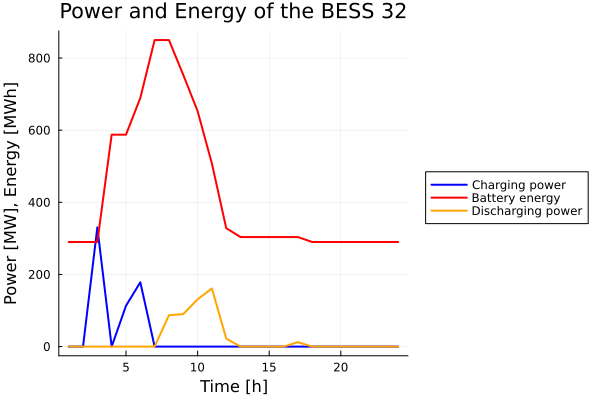 Power and Energy of the BESS 32
Power [MW], Energy [MWh]
800
600
400
200
0
5
10
15
20
Time [h]
Charging power
Battery energy
Discharging power